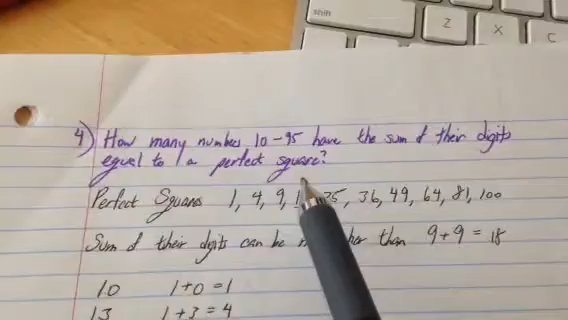 shift
Z X C
4) How many numbers 10-95 have the sum of their digits
equal to a perfect square?
Perfect Squares 1, 4, 9, 25, 36, 49, 64, 81, 100
Sum of their digits can be than 9+9 = 18
10 1+0 = 1
13 1+3 = 4